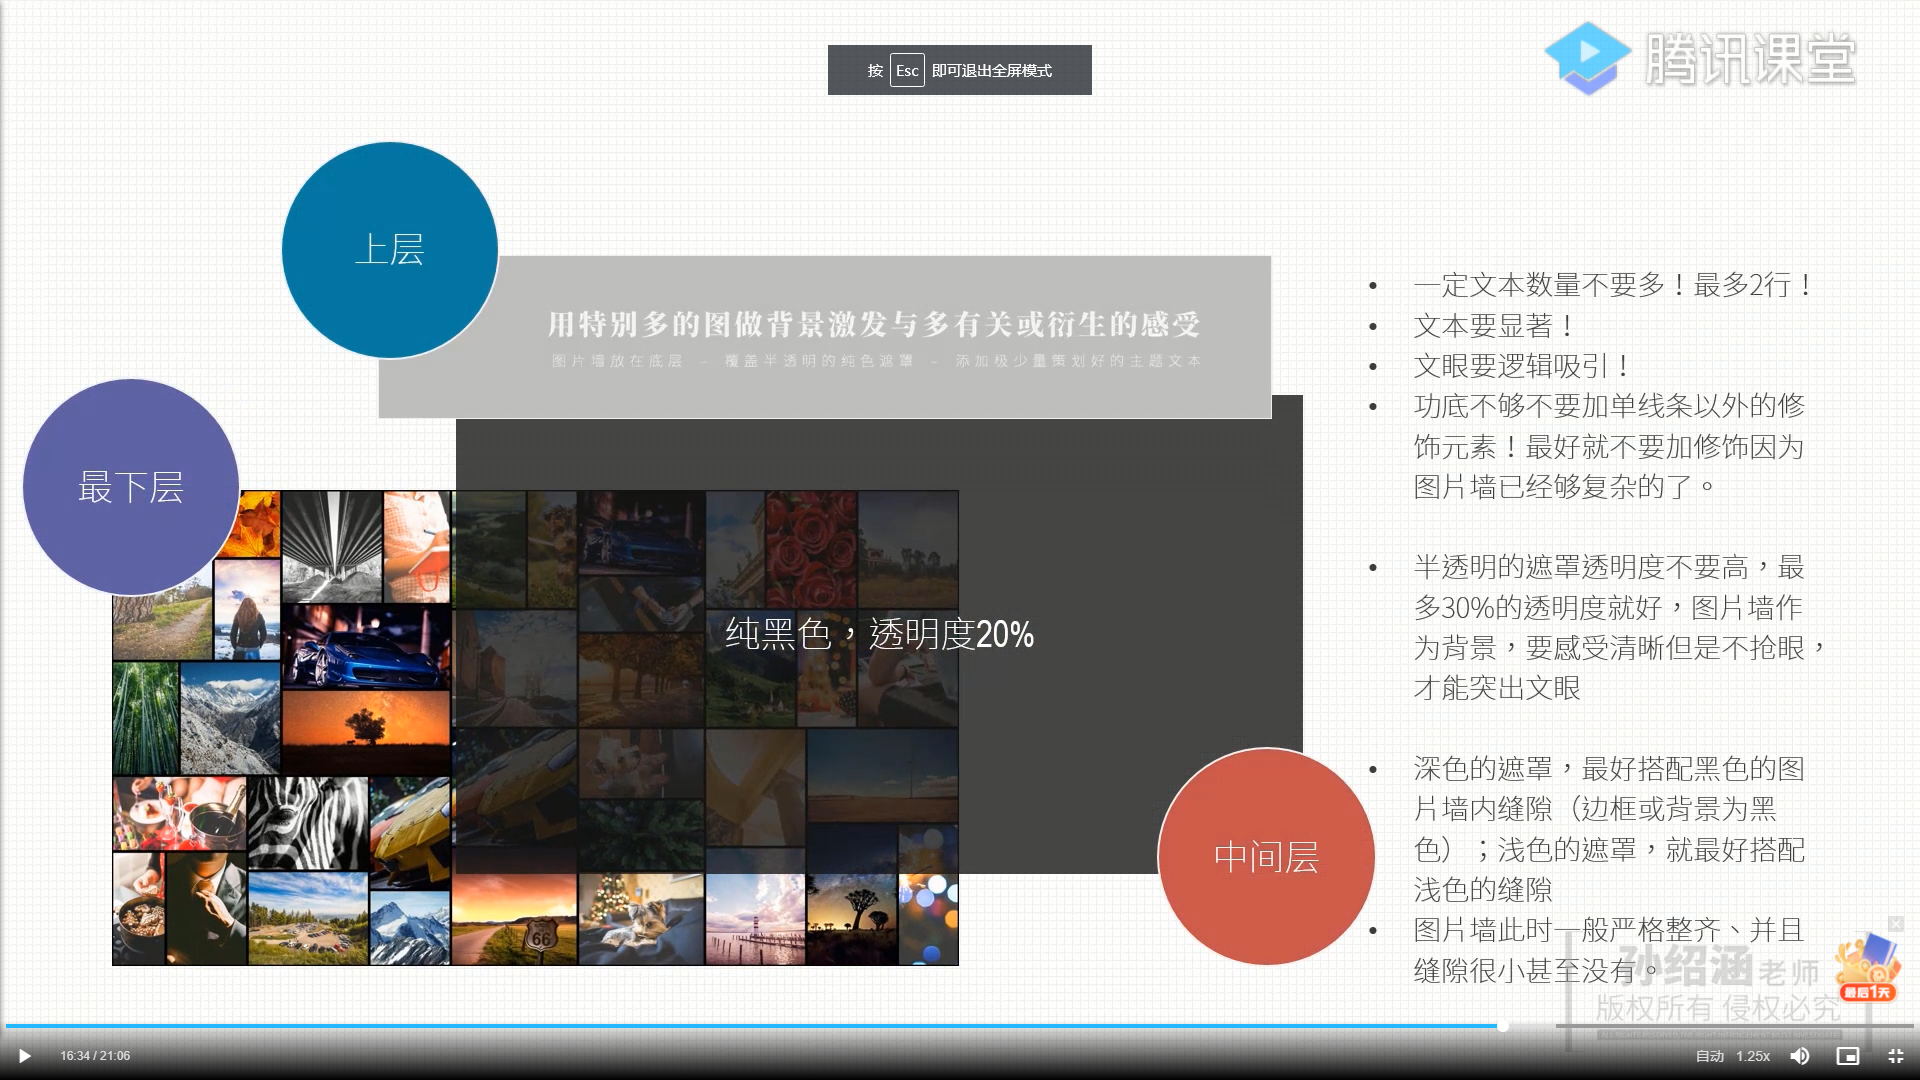 按 Esc 即可退出全屏模式
腾讯课堂
上层
用特别多的图做背景激发与多有关或衍生的感受
图片墙放在底层 – 覆盖半透明的纯色遮罩 – 添加极少量策划好的主题文本
最下层
66
纯黑色，透明度20%
中间层
• 一定文本数量不要多！最多2行！
• 文本要显著！
• 文眼要逻辑吸引！
• 功底不够不要加单线条以外的修
饰元素！最好就不要加修饰因为
图片墙已经够复杂的了。
• 半透明的遮罩透明度不要高，最
多30%的透明度就好，图片墙作
为背景，要感受清晰但是不抢眼，
才能突出文眼
• 深色的遮罩，最好搭配黑色的图
片墙内缝隙（边框或背景为黑
色）；浅色的遮罩，就最好搭配
浅色的缝隙
• 图片墙此时一般严格整齐、并且
缝隙很小甚至没有。
孙绍涵老师
版权所有 侵权必究
最后1天
16:34 / 21:06
自动 1.25x